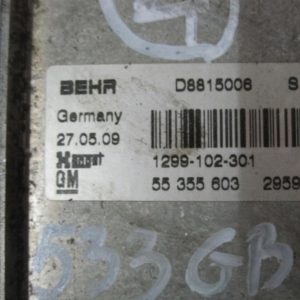 BEHR D8815006 S
Germany
27.05.09
1299-102-301
GM 55 355 603 2959
533GB